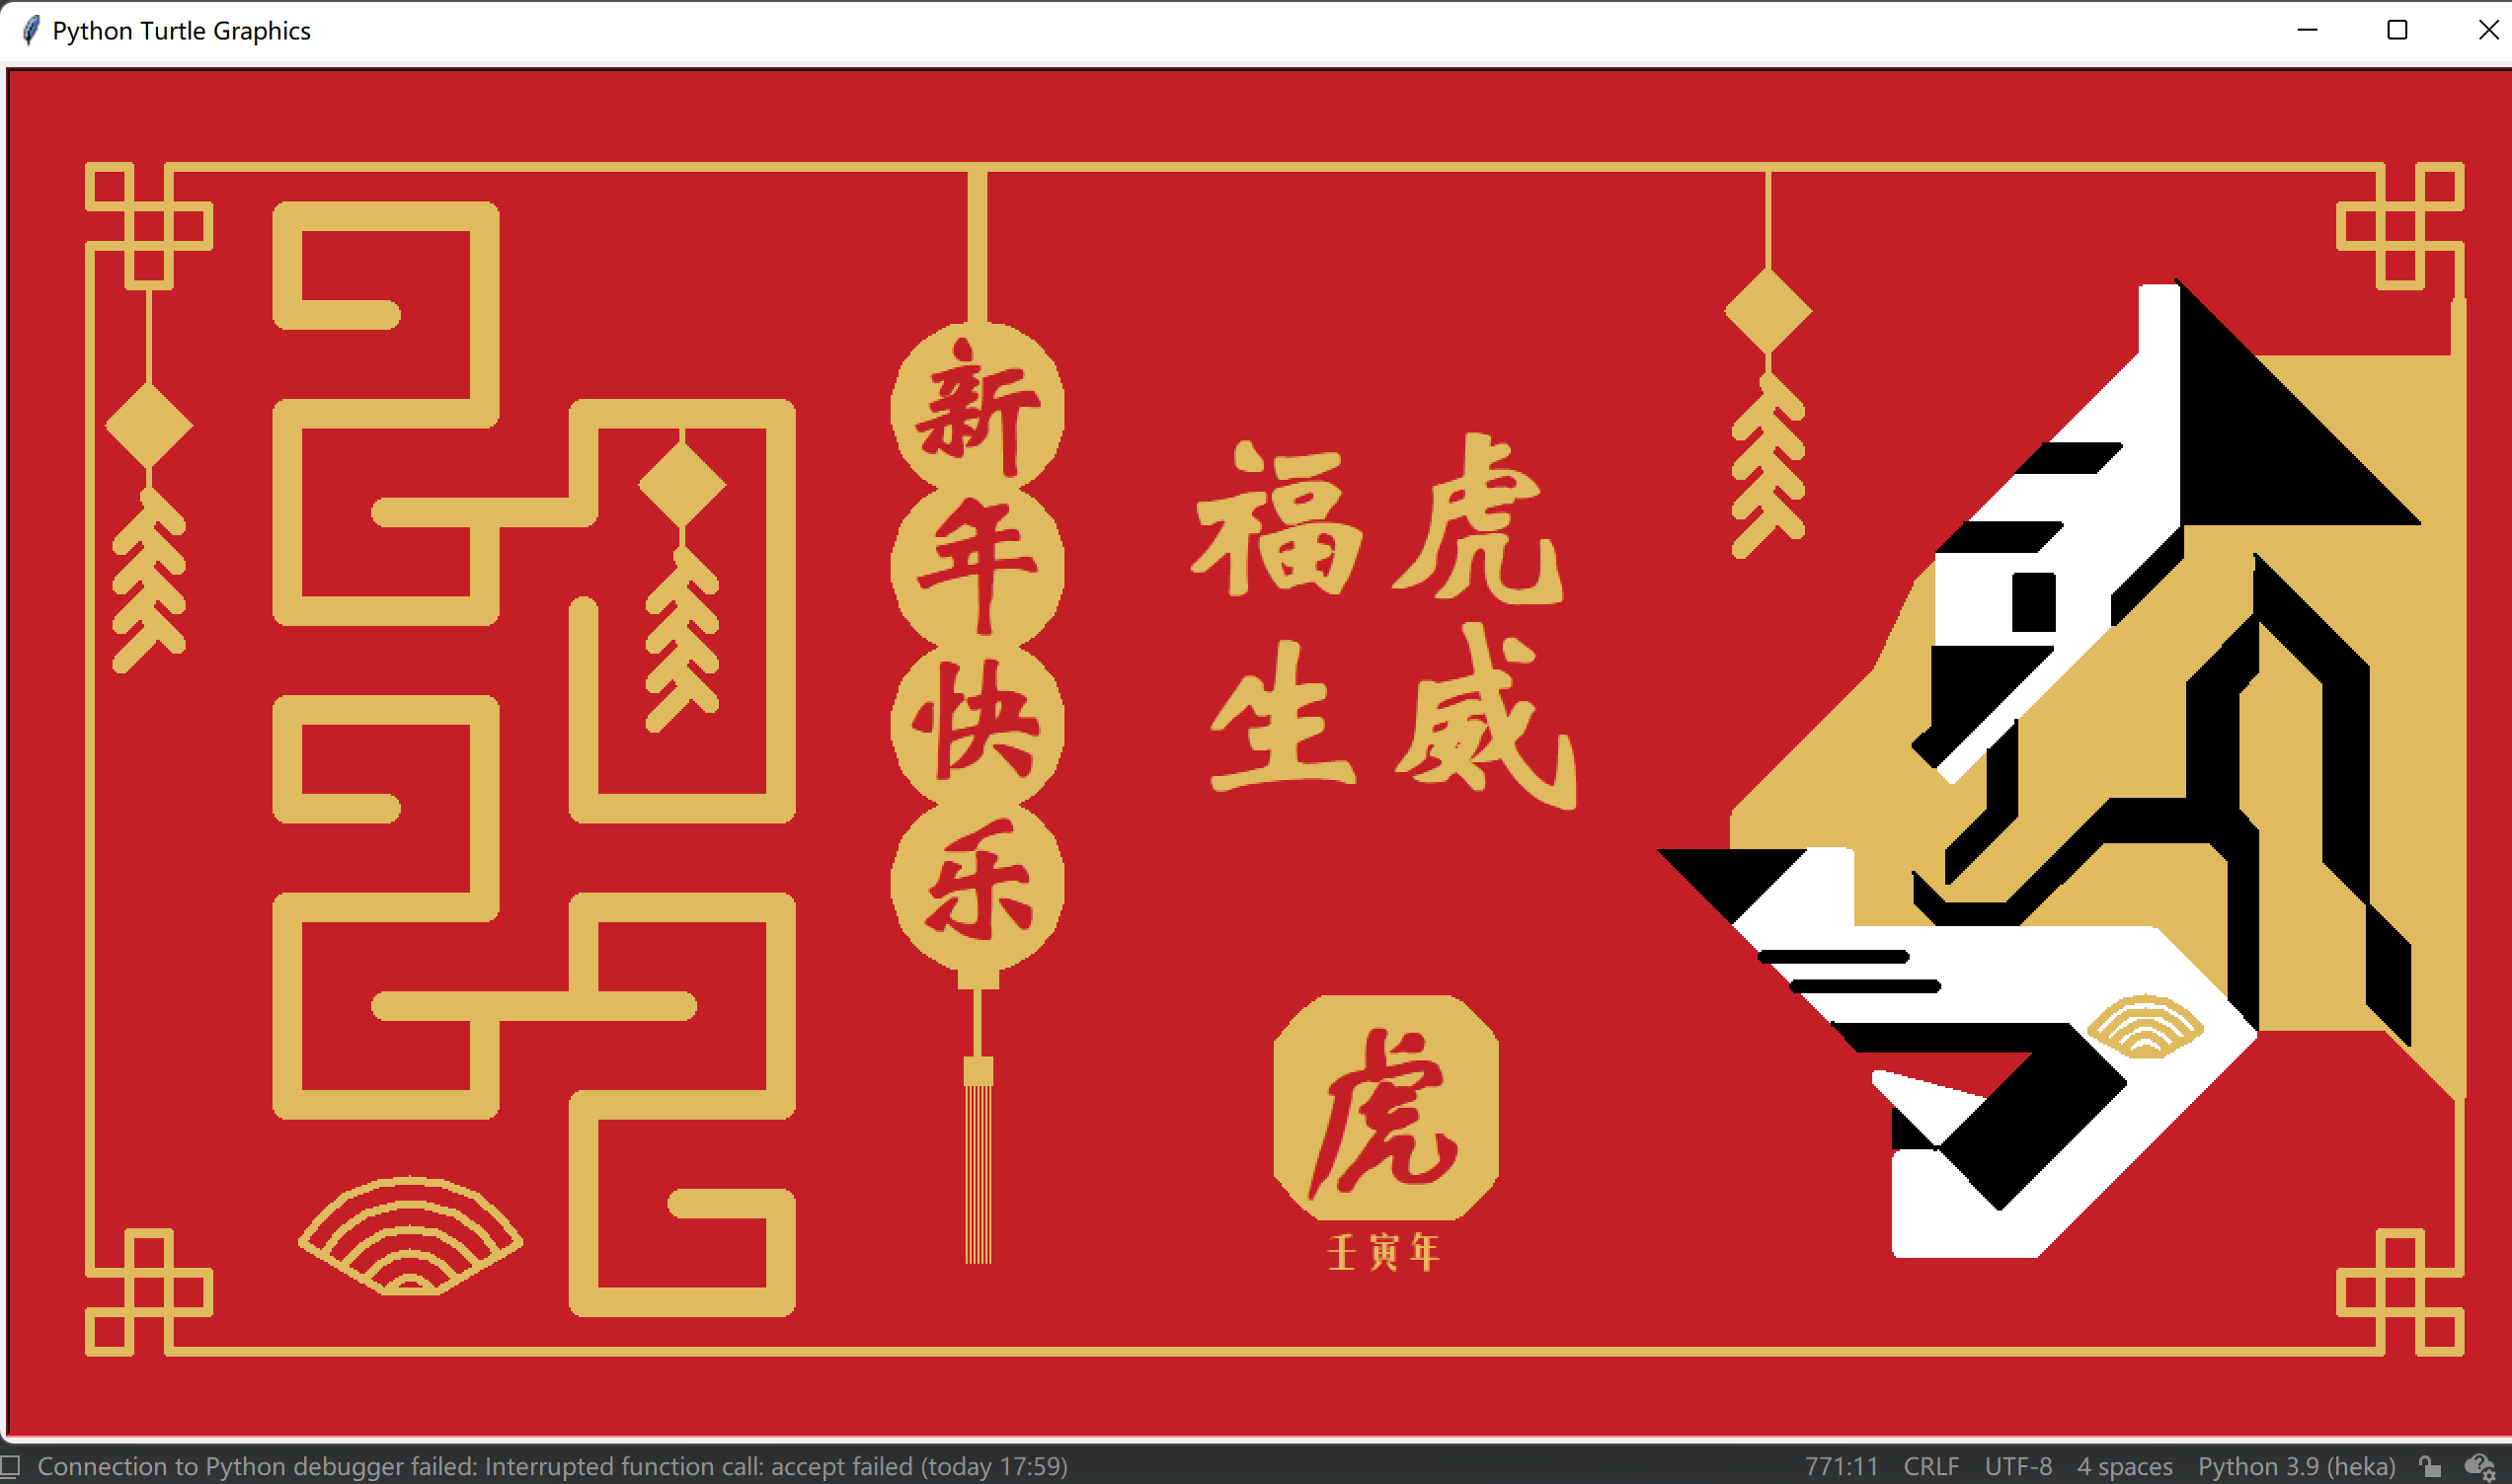 Python Turtle Graphics
20
22
新
年
快
乐
福虎
生威
虎
壬寅年
Connection to Python debugger failed: Interrupted function call: accept failed (today 17:59)
771:11 CRLF UTF-8 4 spaces Python 3.9 (heka)